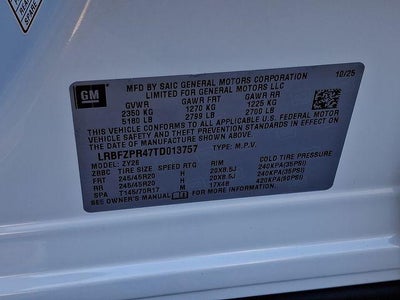 REAR
SPARE
GM
MFD BY SAIC GENERAL MOTORS CORPORATION 10/25
LIMITED FOR GENERAL MOTORS LLC
GVWR GAWR FRT GAWR RR
2350 KG 1270 KG 1225 KG
5180 LB 2799 LB 2700 LB
THIS VEHICLE CONFORMS TO ALL APPLICABLE U.S. FEDERAL MOTOR
VEHICLE SAFETY AND THEFT PREVENTION STANDARDS IN EFFECT ON
THE DATE OF MANUFACTURE SHOWN ABOVE.
LRBFZPR47TD013757 TYPE: M.P.V.
MODEL: ZY26
ZBBC TIRE SIZE SPEED RTG RIM COLD TIRE PRESSURE
FRT 245/45R20 H 20X8.5J 240KPA(35PSI)
RR 245/45R20 H 20X8.5J 240KPA(35PSI)
SPA T145/70R17 M 17X4B 420KPA(60PSI)
SEE OWNER'S MANUAL